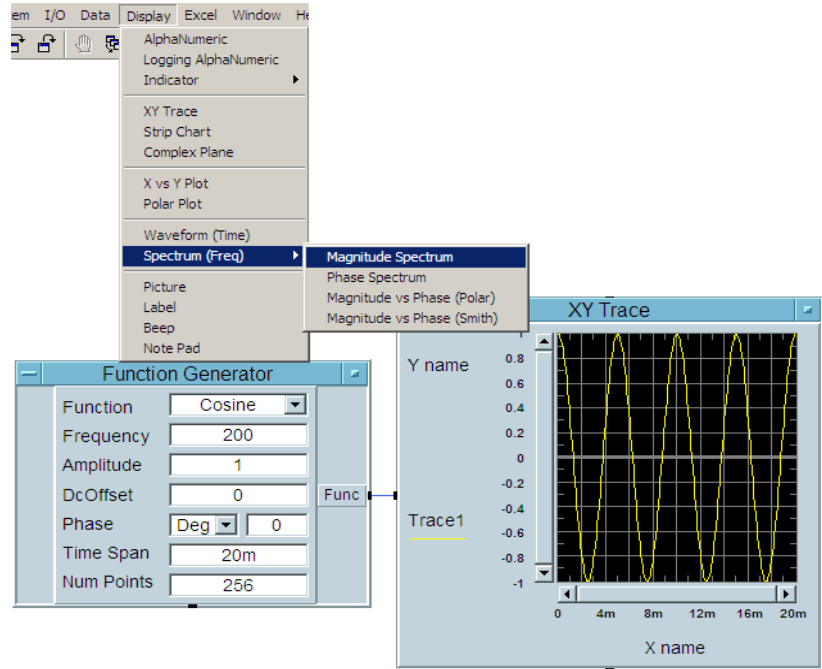 em I/O Data Display Excel Window He
AlphaNumeric
Logging AlphaNumeric
Indicator
XY Trace
Strip Chart
Complex Plane
X vs Y Plot
Polar Plot
Waveform (Time)
Spectrum (Freq)
Picture
Label
Beep
Note Pad
Magnitude Spectrum
Phase Spectrum
Magnitude vs Phase (Polar)
Magnitude vs Phase (Smith)
Function Generator
Function Cosine
Frequency 200
Amplitude 1
DcOffset 0
Phase Deg 0
Time Span 20m
Num Points 256
Func
XY Trace
Y name
Trace1
1
0.8
0.6
0.4
0.2
0
-0.2
-0.4
-0.6
-0.8
-1
0 4m 8m 12m 16m 20m
X name